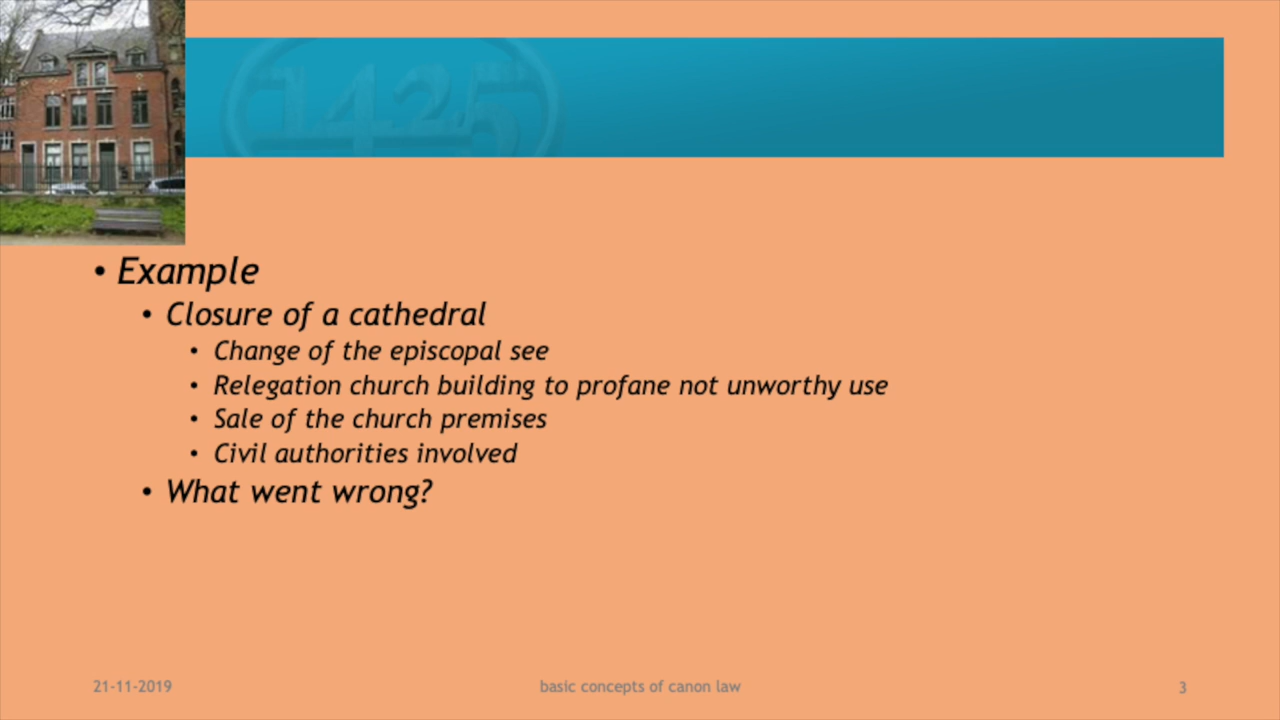 1425
• Example
• Closure of a cathedral
• Change of the episcopal see
• Relegation church building to profane not unworthy use
• Sale of the church premises
• Civil authorities involved
• What went wrong?
21-11-2019
basic concepts of canon law
3